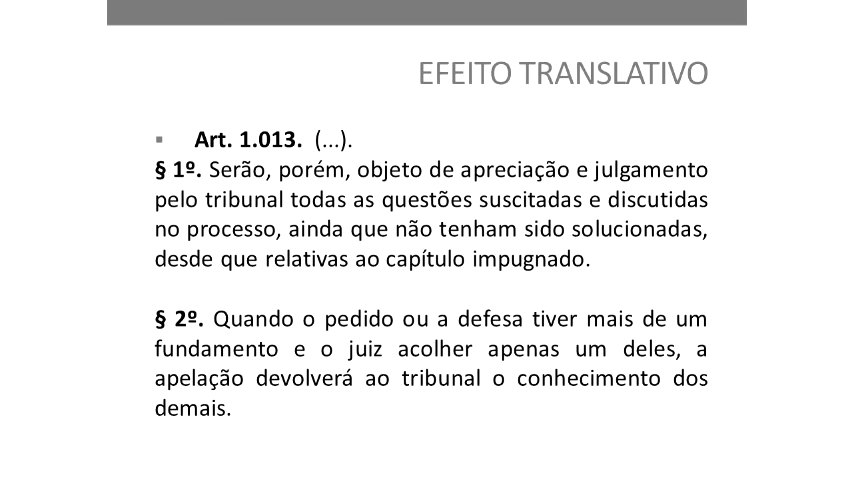 EFEITO TRANSLATIVO
▪ Art. 1.013. (...).
§ 1º. Serão, porém, objeto de apreciação e julgamento
pelo tribunal todas as questões suscitadas e discutidas
no processo, ainda que não tenham sido solucionadas,
desde que relativas ao capítulo impugnado.
§ 2º. Quando o pedido ou a defesa tiver mais de um
fundamento e o juiz acolher apenas um deles, a
apelação devolverá ao tribunal o conhecimento dos
demais.